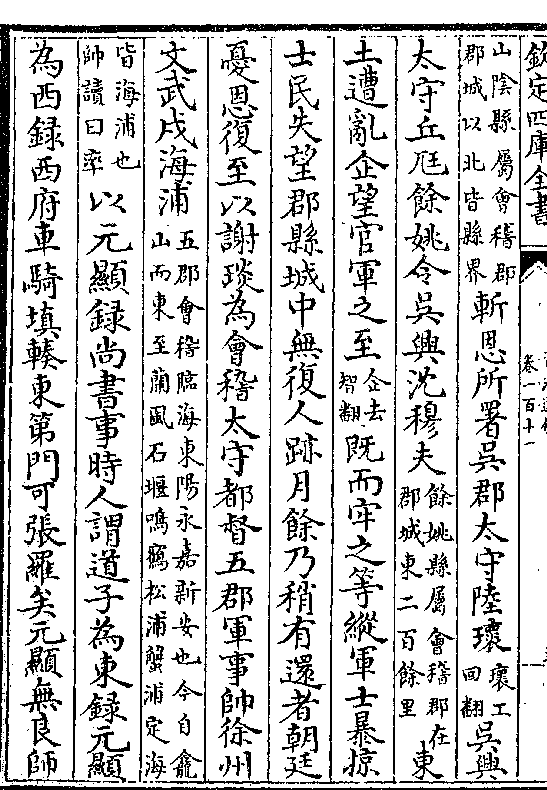 欽定四庫全書
卷一百十一
山陰縣屬會稽郡郡城以北皆縣界斬恩所署吳郡太守陸瓌瓌工回翻吳興
太守丘尫餘姚令吳興沈穆夫餘姚縣屬會稽郡在郡城東二百餘里東
土遭亂企望官軍之至企去智翻既而牢之等縱軍士暴掠
士民失望郡縣城中無復人跡月餘乃稍有還者朝廷
憂恩復至以謝琰為會稽太守都督五郡軍事帥徐州
文武戍海浦五郡會稽臨海東陽永嘉新安也今自龕山而東至蘭風石堰鳴鶴松浦蟹浦定海
皆海浦也帥讀曰率以元顯録尚書事時人謂道子為東録元顯
為西録西府車騎填輳東第門可張羅矣元顯無良師